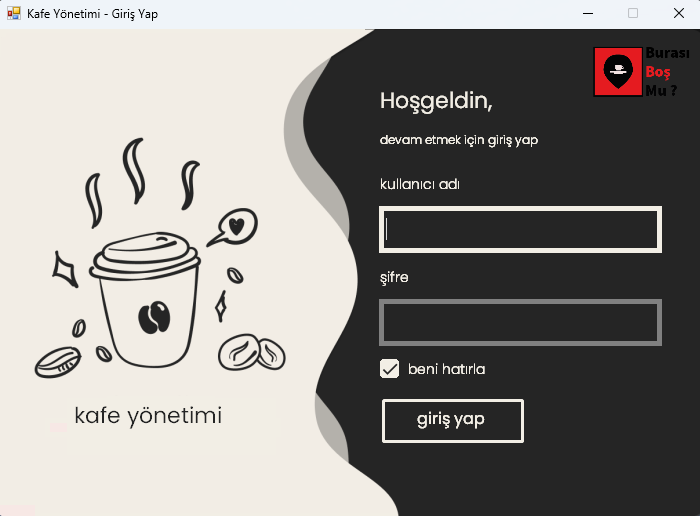 Kafe Yönetimi - Giriş Yap
Burası
Boş
Mu ?
Hoşgeldin,
devam etmek için giriş yap
kullanıcı adı
şifre
beni hatırla
giriş yap
kafe yönetimi